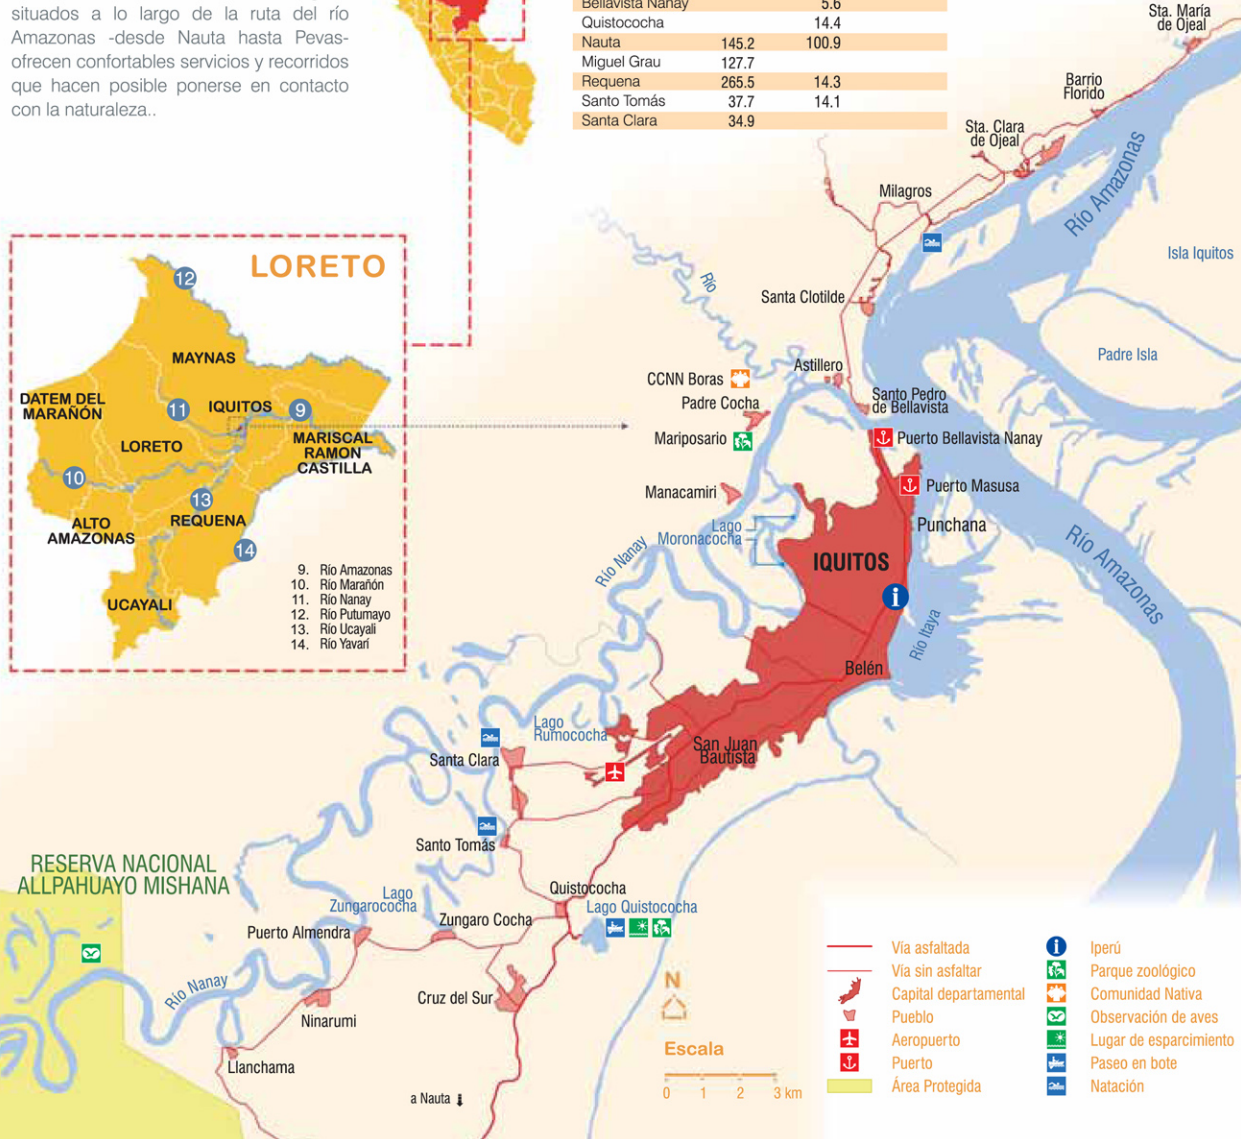 situados a lo largo de la ruta del río
Amazonas -desde Nauta hasta Pevas-
ofrecen confortables servicios y recorridos
que hacen posible ponerse en contacto
con la naturaleza..
Bellavista Nanay 5.6
Quistococha 14.4
Nauta 145.2 100.9
Miguel Grau 127.7
Requena 265.5 14.3
Santo Tomás 37.7 14.1
Santa Clara 34.9
Sta. María
de Ojeal
Barrio
Florido
Sta. Clara
de Ojeal
Milagros
Río Amazonas
Isla Iquitos
Río
Santa Clotilde
Padre Isla
Astillero
CCNN Boras
Padre Cocha
Santo Pedro
de Bellavista
Mariposario
Puerto Bellavista Nanay
Manacamiri
Puerto Masusa
Lago
Moronacocha
Punchana
Río Nanay
IQUITOS
Río Amazonas
i
Río Itaya
Belén
Lago
Rumococha
San Juan
Bautista
Santa Clara
Santo Tomás
RESERVA NACIONAL
ALLPAHUAYO MISHANA
Quistococha
Lago Quistococha
Lago
Zungarococha
Zungaro Cocha
Puerto Almendra
Río Nanay
Cruz del Sur
Ninarumi
Llanchama
a Nauta
LORETO
12
MAYNAS
DATEM DEL
MARAÑÓN
11
IQUITOS
9
LORETO
MARISCAL
RAMON
CASTILLA
10
13
REQUENA
ALTO
AMAZONAS
14
UCAYALI
9. Río Amazonas
10. Río Marañón
11. Río Nanay
12. Río Putumayo
13. Río Ucayali
14. Río Yavarí
N
Escala
0 1 2 3 km
Vía asfaltada
Vía sin asfaltar
Capital departamental
Pueblo
Aeropuerto
Puerto
Área Protegida
i
Iperú
Parque zoológico
Comunidad Nativa
Observación de aves
Lugar de esparcimiento
Paseo en bote
Natación